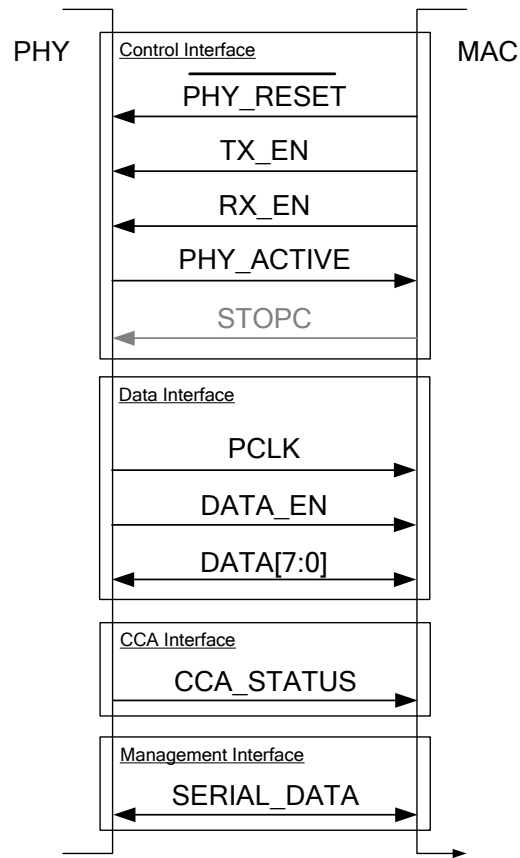 PHY
MAC
Control Interface
PHY_RESET
TX_EN
RX_EN
PHY_ACTIVE
STOPC
Data Interface
PCLK
DATA_EN
DATA[7:0]
CCA Interface
CCA_STATUS
Management Interface
SERIAL_DATA